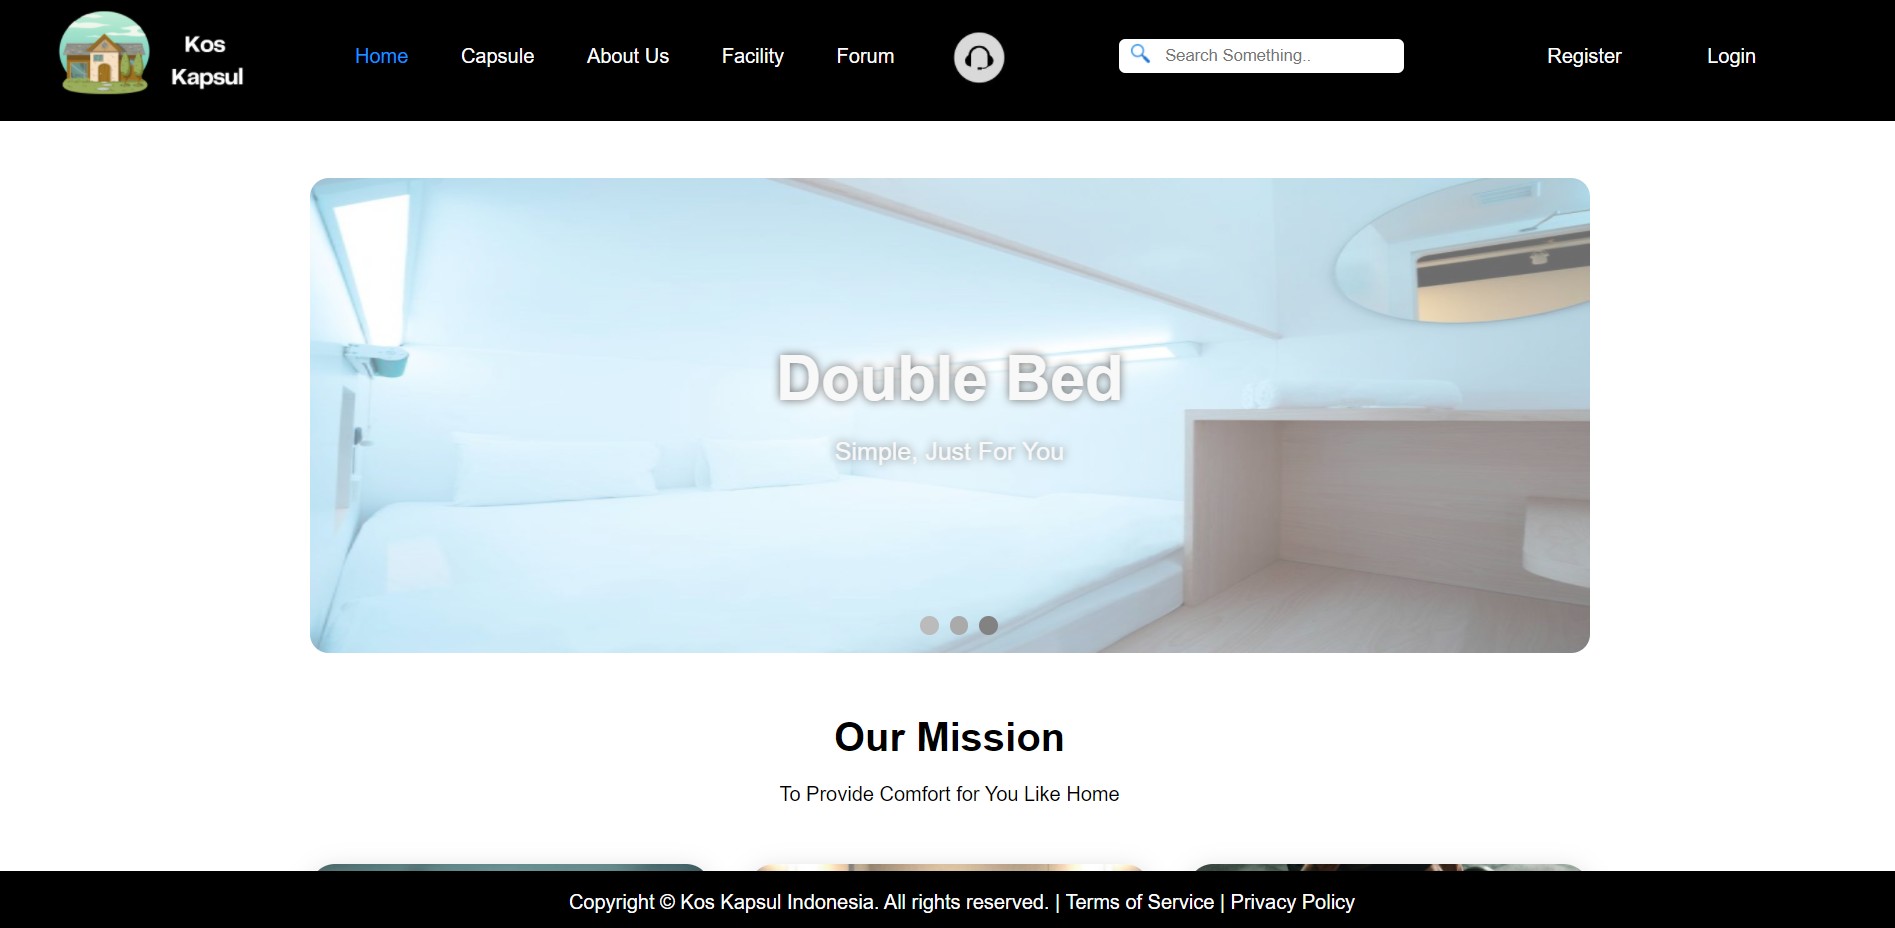 Kos
Kapsul
Home
Capsule
About Us
Facility
Forum
Search Something..
Register
Login
Double Bed
Simple, Just For You
Our Mission
To Provide Comfort for You Like Home
Copyright © Kos Kapsul Indonesia. All rights reserved. | Terms of Service | Privacy Policy